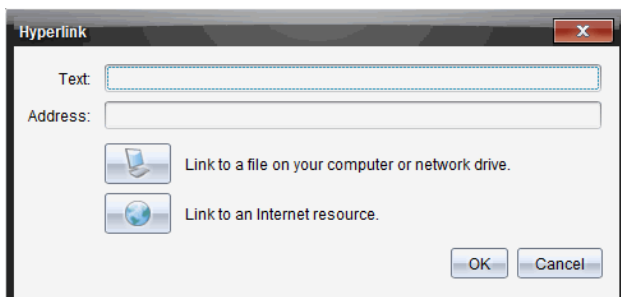 Hyperlink
Text:
Address:
Link to a file on your computer or network drive.
Link to an Internet resource.
OK Cancel